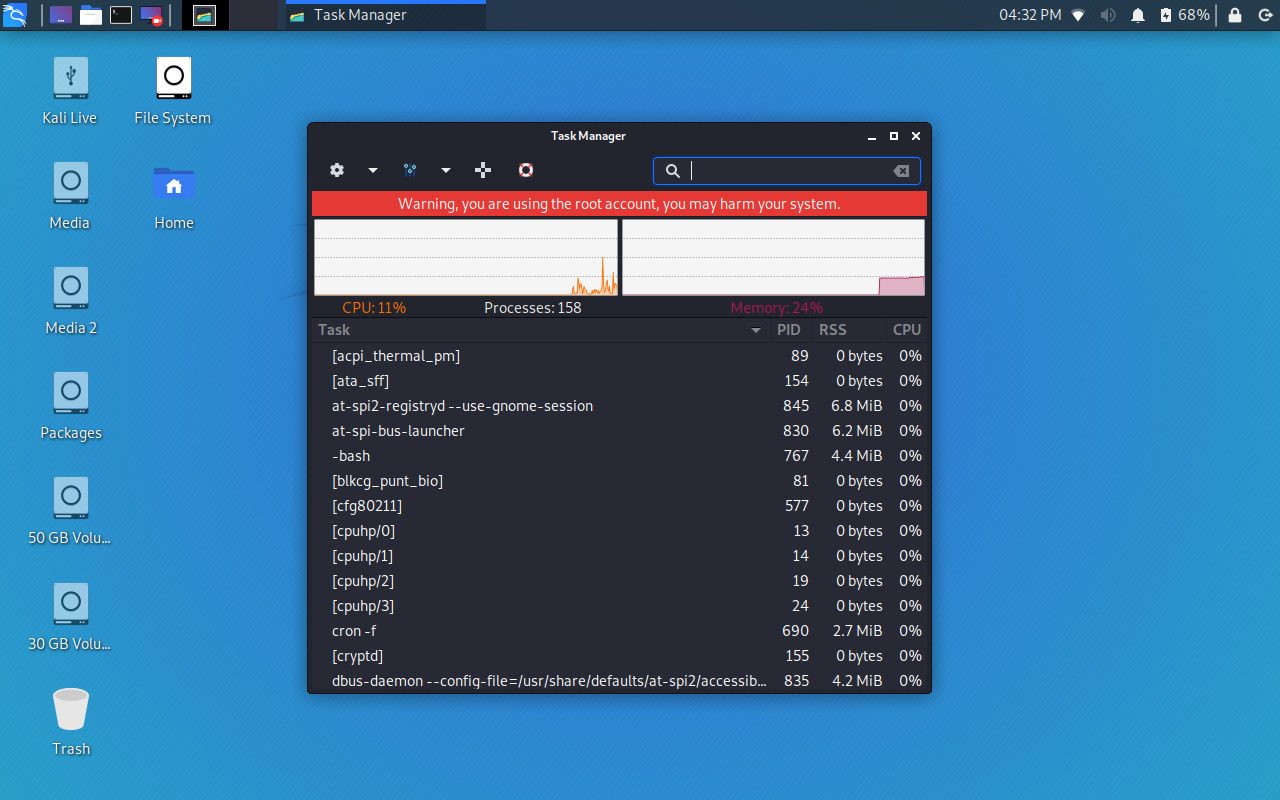 Task Manager
04:32 PM
68%
Kali Live
File System
Media
Home
Media 2
Packages
50 GB Volu...
30 GB Volu...
Trash
Task Manager
Warning, you are using the root account, you may harm your system.
CPU: 11% Processes: 158 Memory: 24%
Task PID RSS CPU
[acpi_thermal_pm] 89 0 bytes 0%
[ata_sff] 154 0 bytes 0%
at-spi2-registryd --use-gnome-session 845 6.8 MiB 0%
at-spi-bus-launcher 830 6.2 MiB 0%
-bash 767 4.4 MiB 0%
[blkcg_punt_bio] 81 0 bytes 0%
[cfg80211] 577 0 bytes 0%
[cpuhp/0] 13 0 bytes 0%
[cpuhp/1] 14 0 bytes 0%
[cpuhp/2] 19 0 bytes 0%
[cpuhp/3] 24 0 bytes 0%
cron -f 690 2.7 MiB 0%
[cryptd] 155 0 bytes 0%
dbus-daemon --config-file=/usr/share/defaults/at-spi2/accessib... 835 4.2 MiB 0%